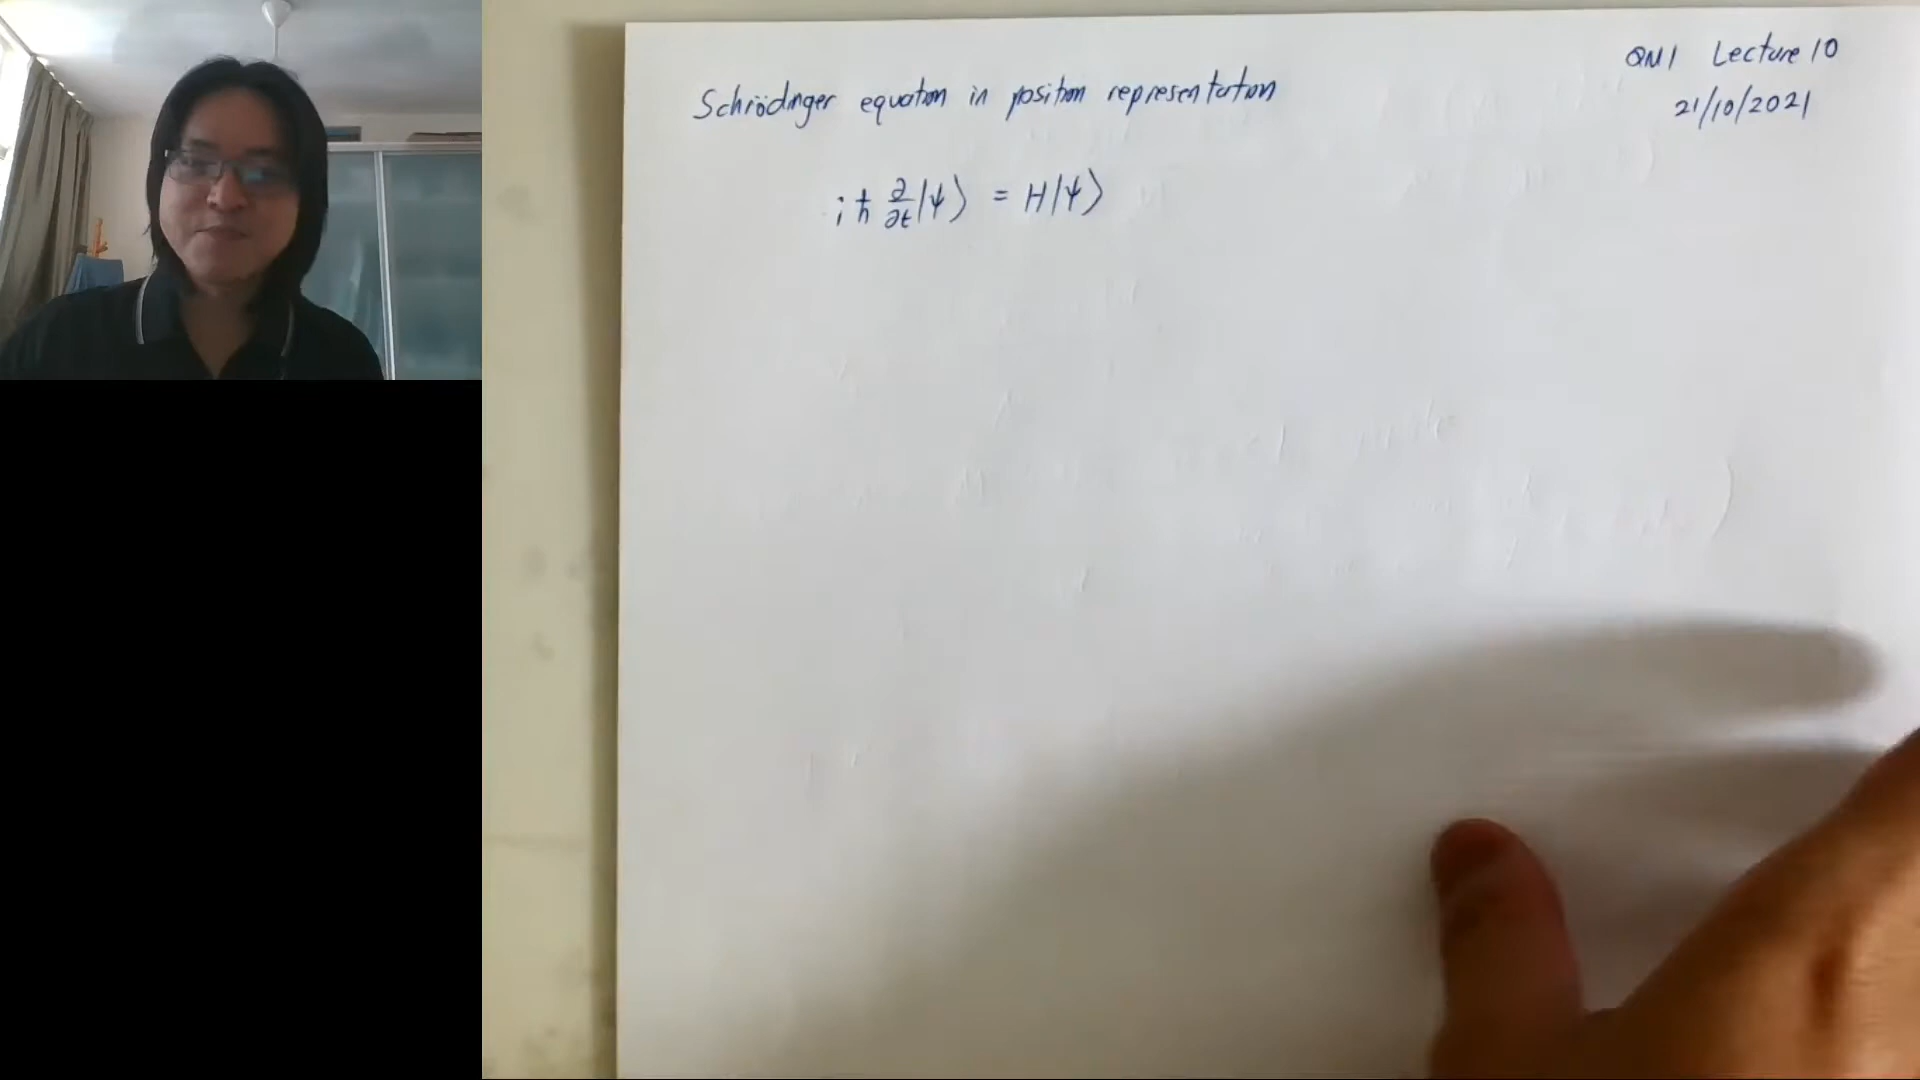 QM1 Lecture 10
21/10/2021
Schrödinger equation in position representation
iħ ∂/∂t |ψ⟩ = H|ψ⟩